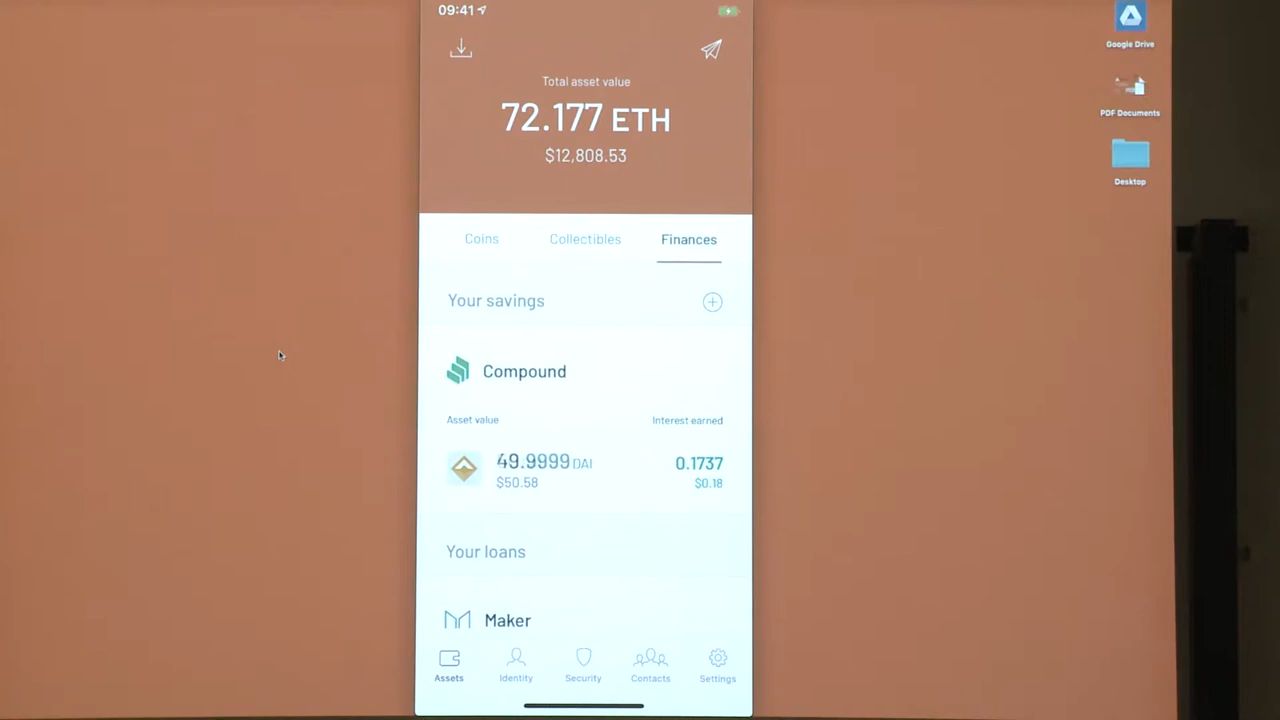 09:41
Google Drive
Total asset value
72.177 ETH
PDF Documents
$12,808.53
Desktop
Coins Collectibles Finances
Your savings
Compound
Asset value Interest earned
49.9999 DAI 0.1737
$50.58 $0.18
Your loans
Maker
Assets Identity Security Contacts Settings